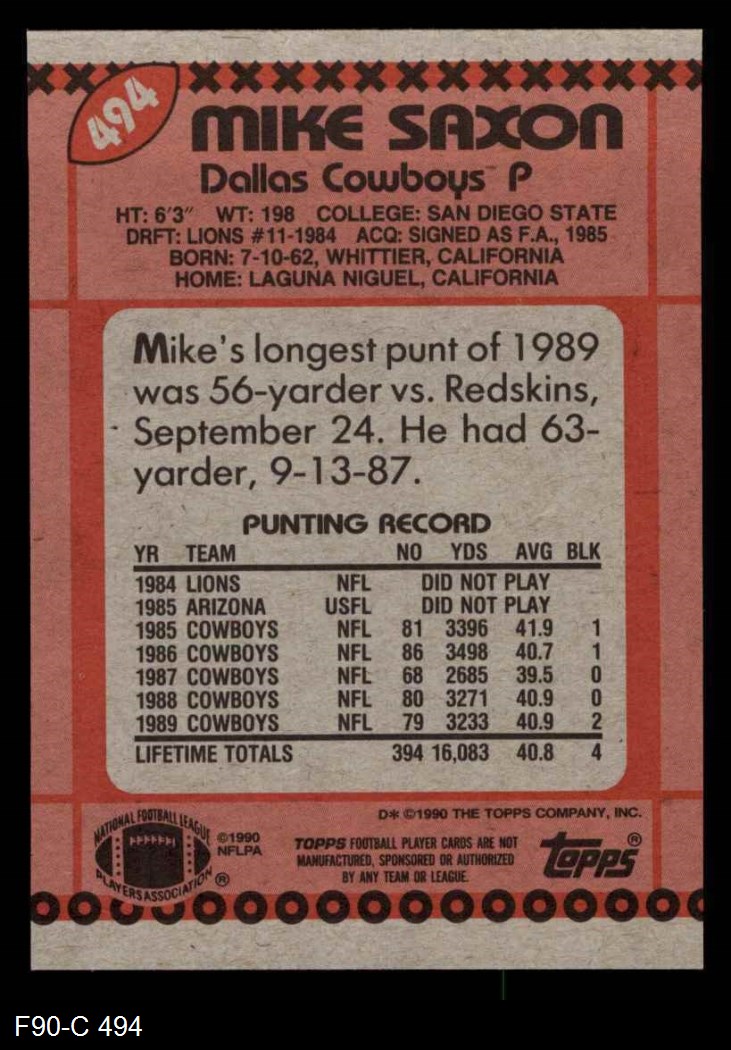 494
MIKE SAXON
Dallas Cowboys™ P
HT: 6'3" WT: 198 COLLEGE: SAN DIEGO STATE
DRFT: LIONS #11-1984 ACQ: SIGNED AS F.A., 1985
BORN: 7-10-62, WHITTIER, CALIFORNIA
HOME: LAGUNA NIGUEL, CALIFORNIA
Mike's longest punt of 1989
was 56-yarder vs. Redskins,
September 24. He had 63-
yarder, 9-13-87.
PUNTING RECORD
YR TEAM NO YDS AVG BLK
1984 LIONS NFL DID NOT PLAY
1985 ARIZONA USFL DID NOT PLAY
1985 COWBOYS NFL 81 3396 41.9 1
1986 COWBOYS NFL 86 3498 40.7 1
1987 COWBOYS NFL 68 2685 39.5 0
1988 COWBOYS NFL 80 3271 40.9 0
1989 COWBOYS NFL 79 3233 40.9 2
LIFETIME TOTALS 394 16,083 40.8 4
D* ©1990 THE TOPPS COMPANY, INC.
NATIONAL FOOTBALL LEAGUE
PLAYERS ASSOCIATION ®
©1990
NFLPA
TOPPS FOOTBALL PLAYER CARDS ARE NOT
MANUFACTURED, SPONSORED OR AUTHORIZED
BY ANY TEAM OR LEAGUE.
topps®
F90-C 494